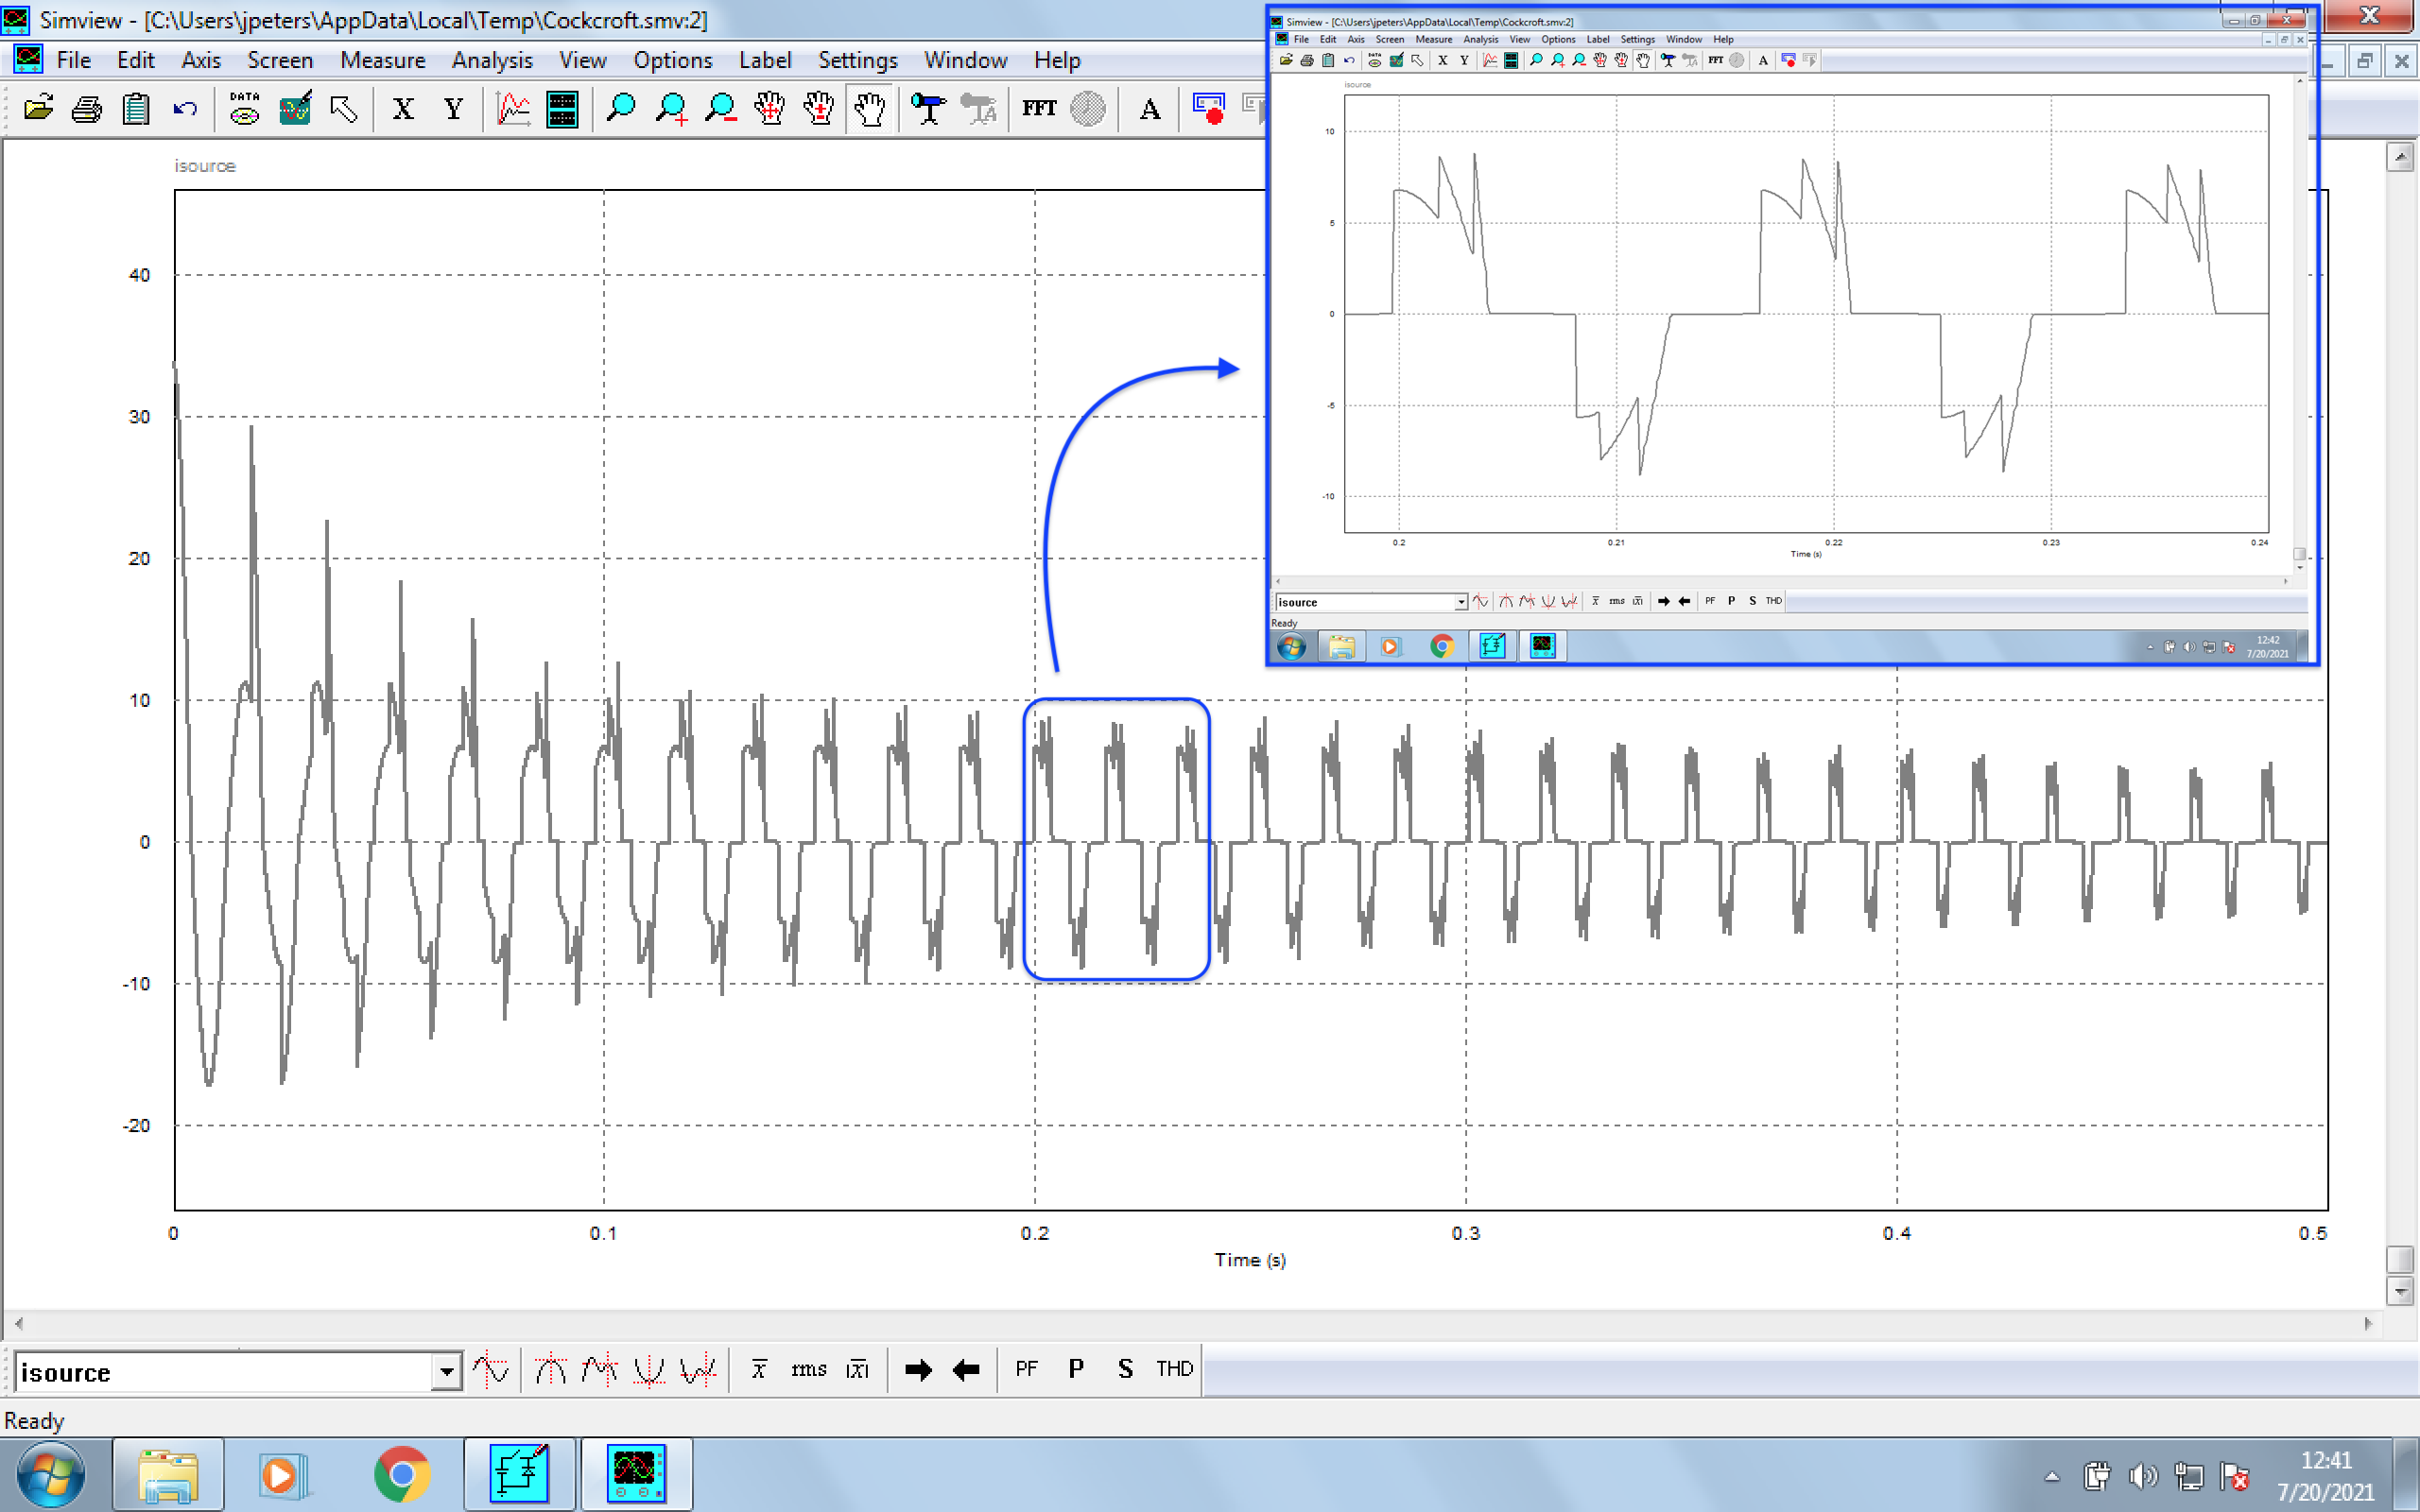 Simview - [C:\Users\jpeters\AppData\Local\Temp\Cockcroft.smv:2]
File Edit Axis Screen Measure Analysis View Options Label Settings Window Help
DATA X Y FFT A
isource
40
30
20
10
0
-10
-20
0 0.1 0.2 0.3 0.4 0.5
Time (s)
isource x rms |x| PF P S THD
Ready
12:41
7/20/2021
Simview - [C:\Users\jpeters\AppData\Local\Temp\Cockcroft.smv:2]
File Edit Axis Screen Measure Analysis View Options Label Settings Window Help
DATA X Y FFT A
isource
10
5
0
-5
-10
0.2 0.21 0.22 0.23 0.24
Time (s)
isource x rms |x| PF P S THD
Ready
12:42
7/20/2021